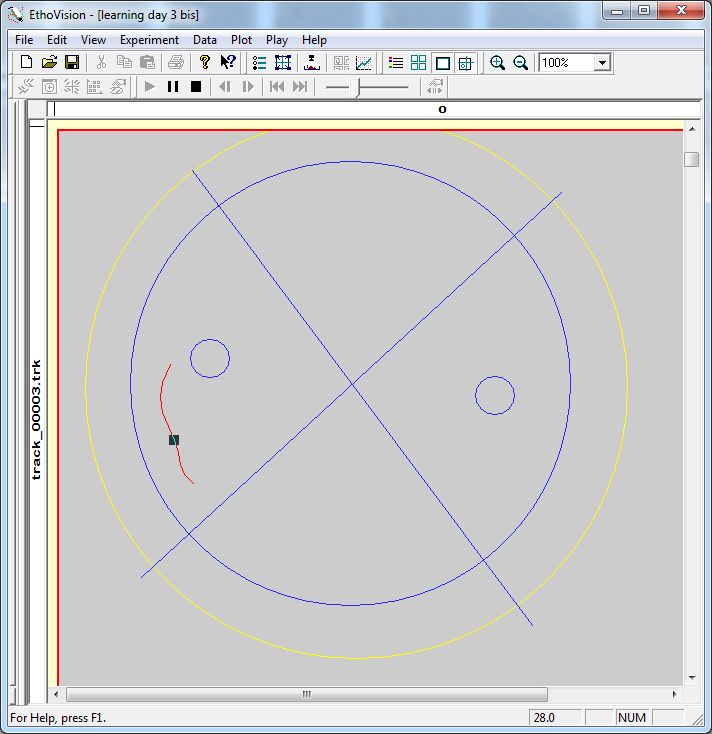 EthoVision - [learning day 3 bis]
File Edit View Experiment Data Plot Play Help
100%
0
track_00003.trk
For Help, press F1.
28.0
NUM